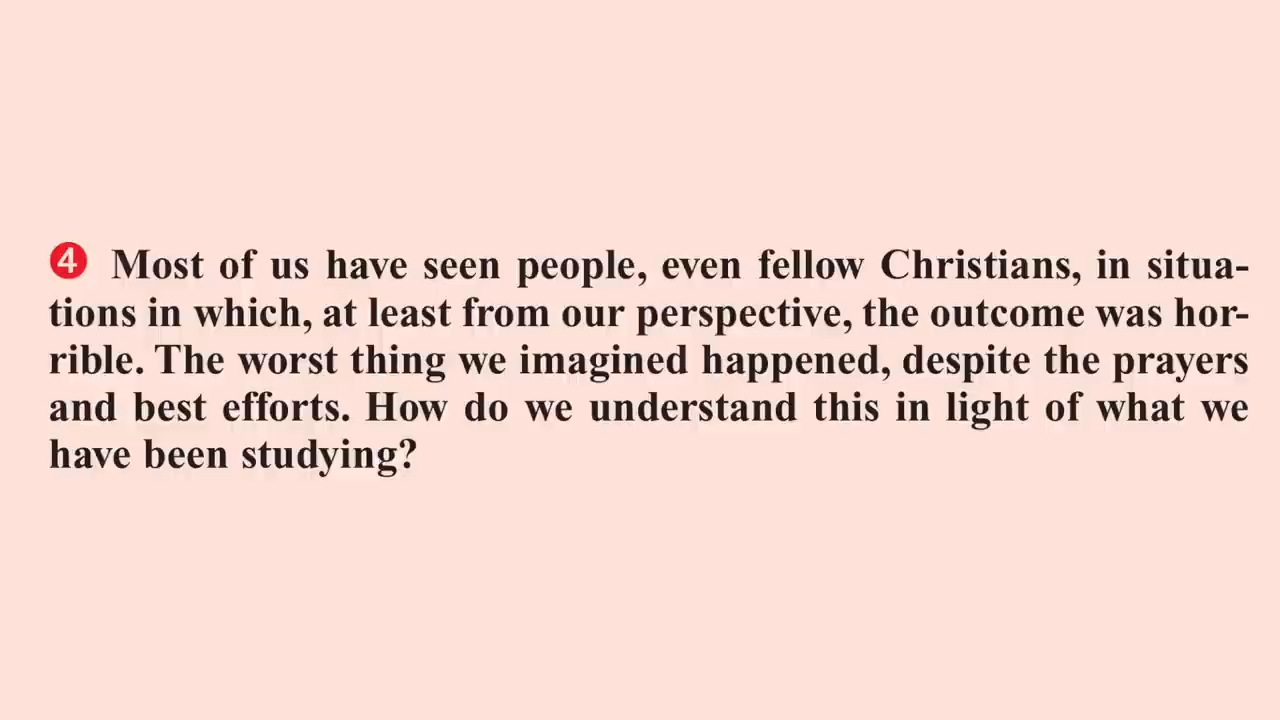 4 Most of us have seen people, even fellow Christians, in situa-
tions in which, at least from our perspective, the outcome was hor-
rible. The worst thing we imagined happened, despite the prayers
and best efforts. How do we understand this in light of what we
have been studying?